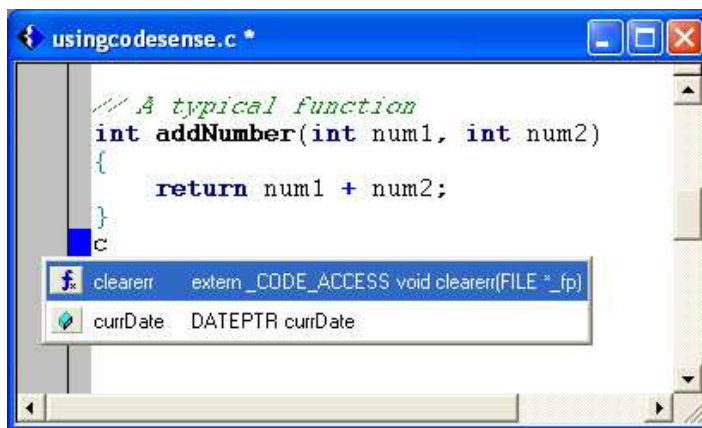 usingcodesense.c *
// A typical function
int addNumber(int num1, int num2)
{
return num1 + num2;
}
c
clearerr extern _CODE_ACCESS void clearerr(FILE *_fp)
currDate DATEPTR currDate